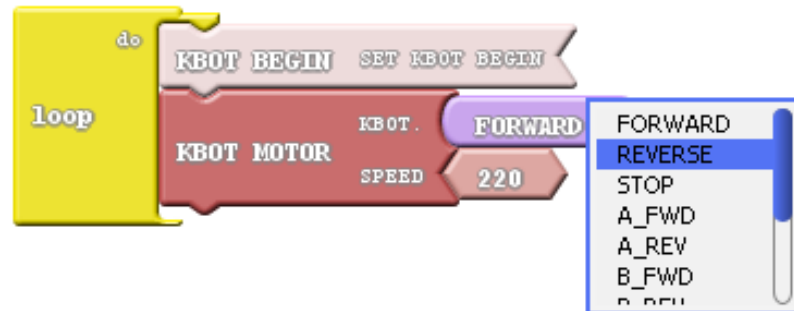 do
KBOT BEGIN SET KBOT BEGIN
loop
KBOT. FORWARD
KBOT MOTOR
SPEED 220
FORWARD
REVERSE
STOP
A_FWD
A_REV
B_FWD